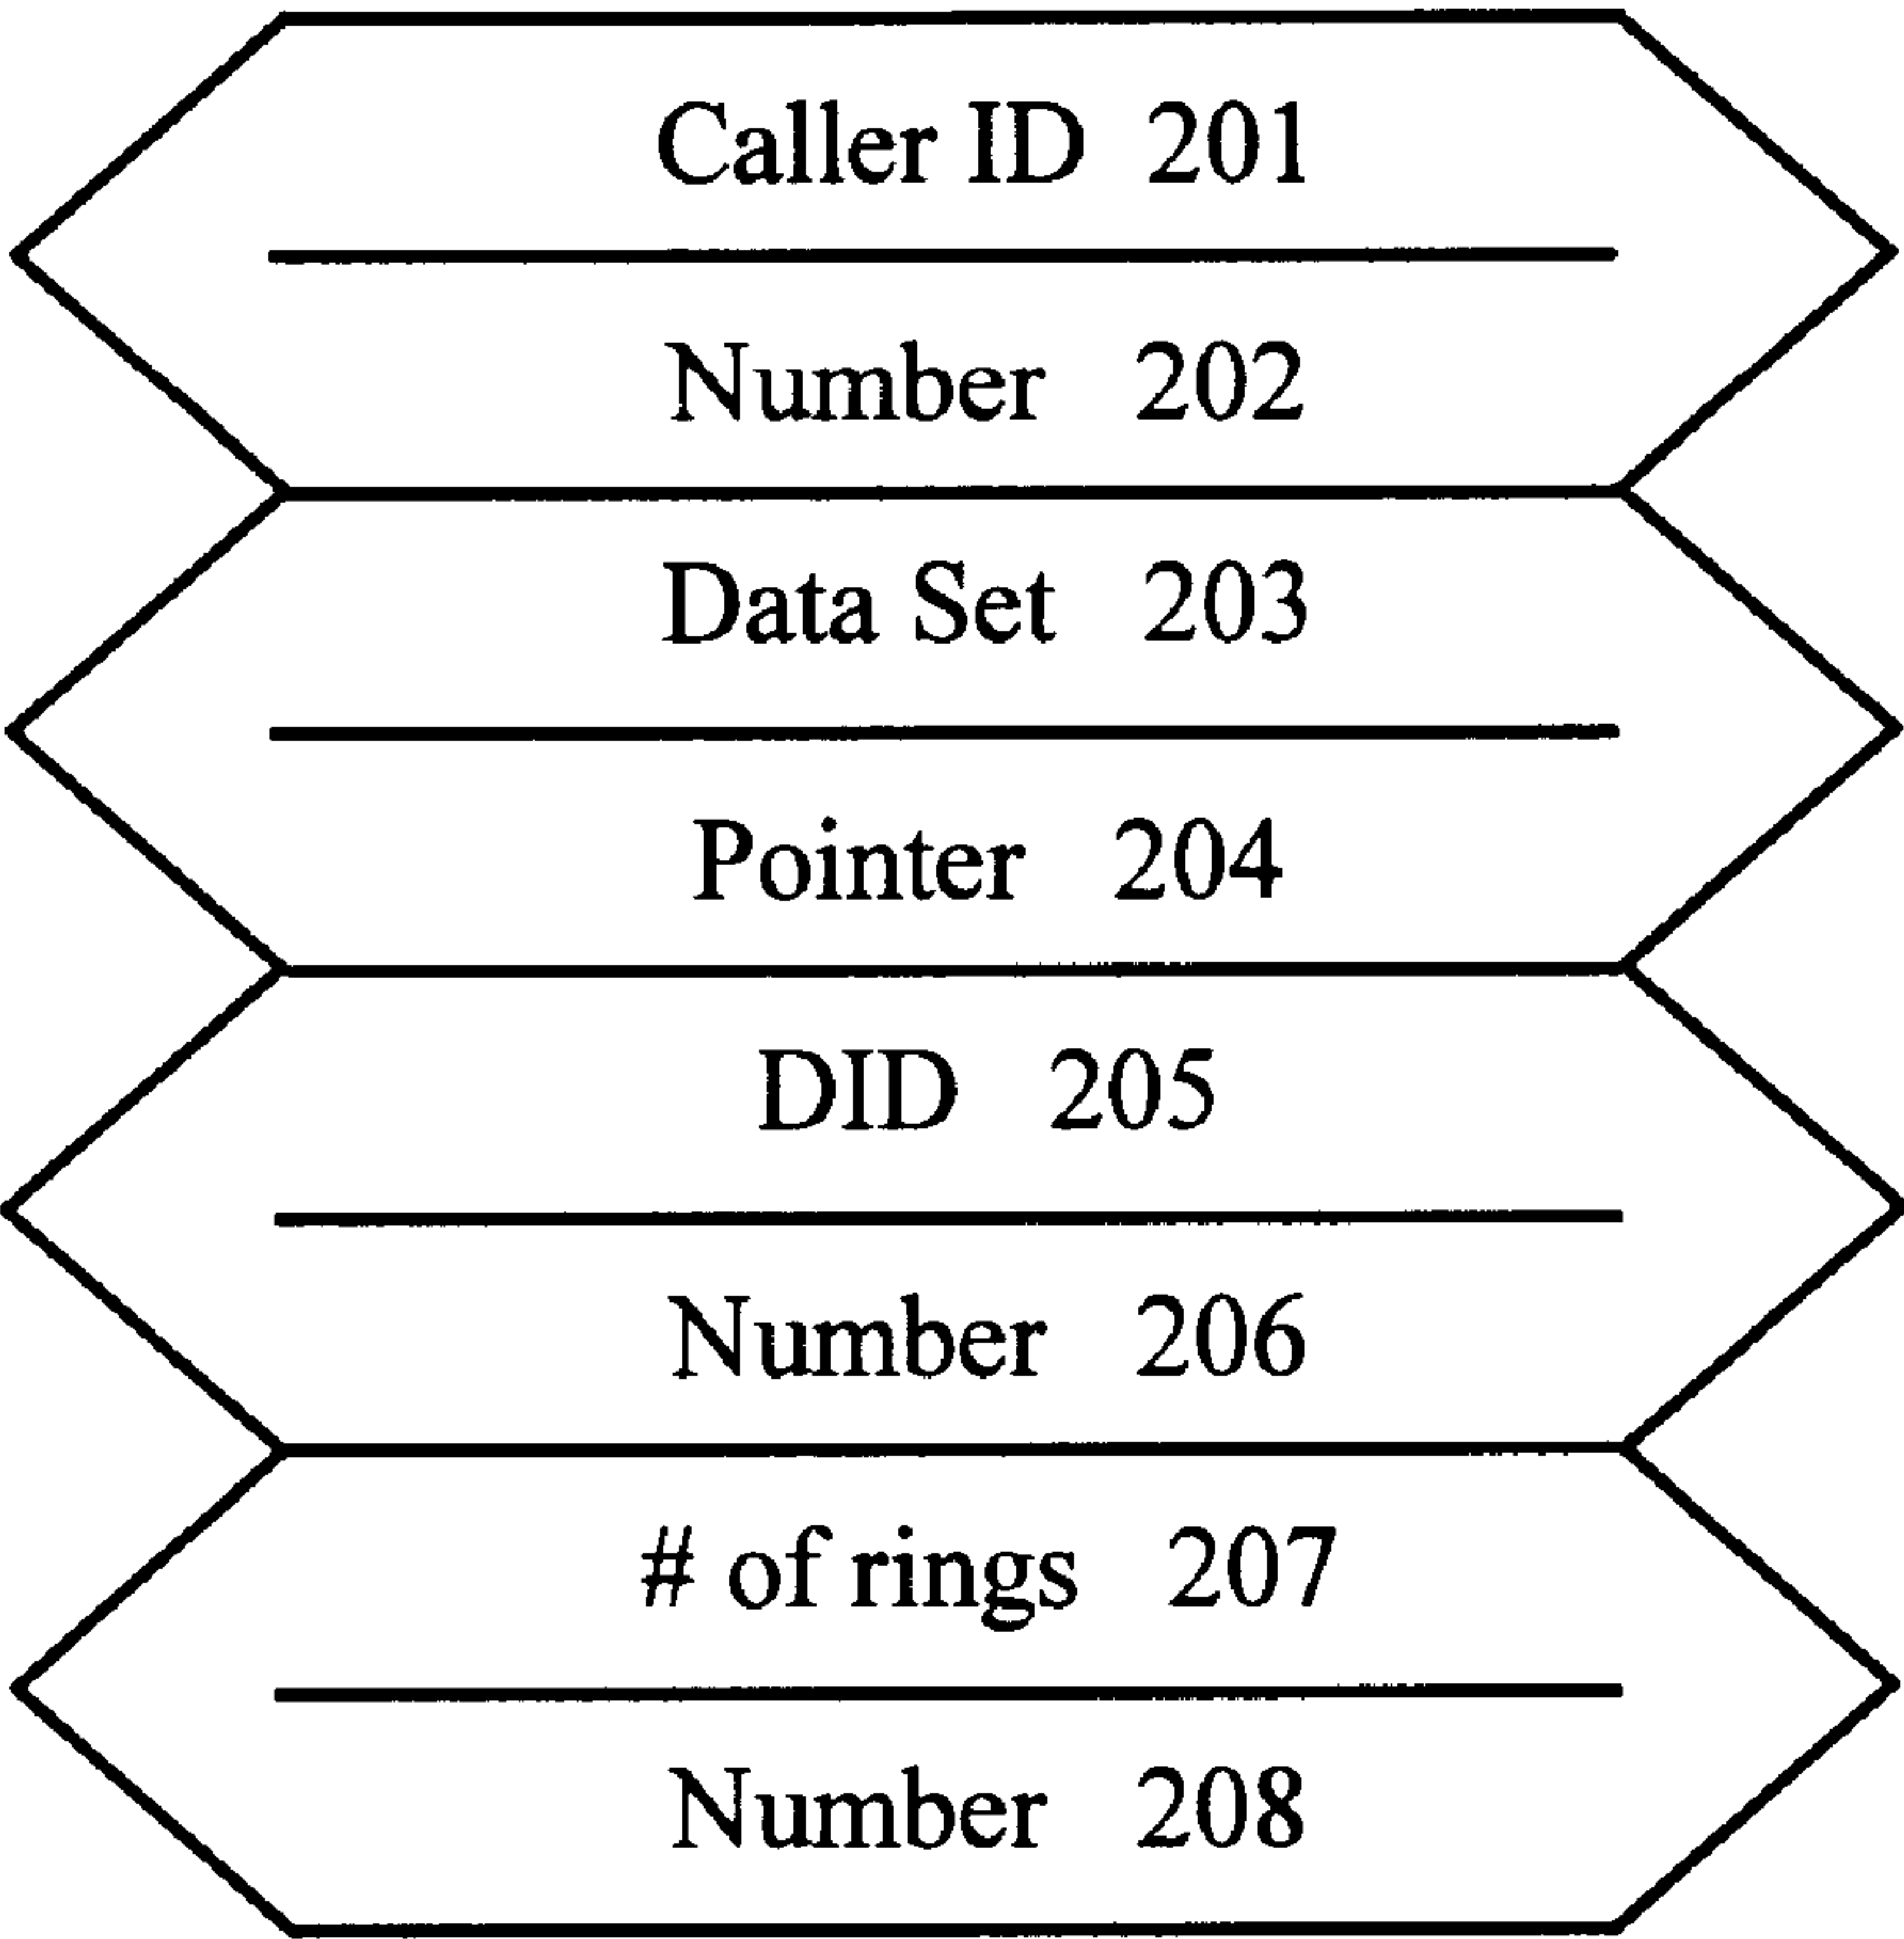 Caller ID 201
Number 202
Data Set 203
Pointer 204
DID 205
Number 206
# of rings 207
Number 208